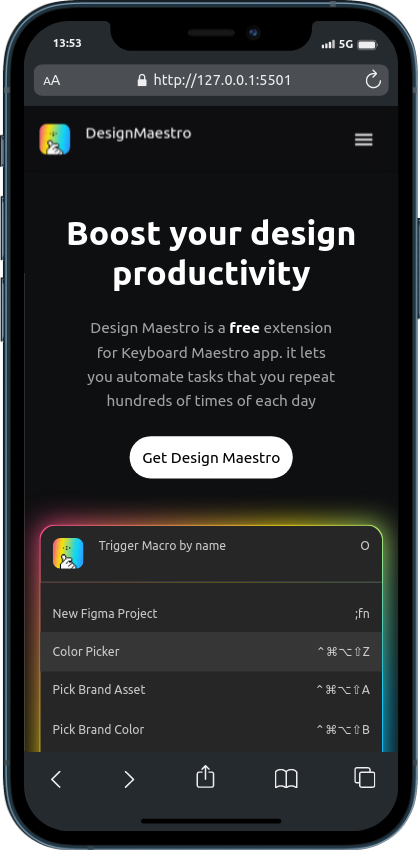 13:53
5G
AA
http://127.0.0.1:5501
DesignMaestro
Boost your design
productivity
Design Maestro is a free extension
for Keyboard Maestro app. it lets
you automate tasks that you repeat
hundreds of times of each day
Get Design Maestro
Trigger Macro by name O
New Figma Project ;fn
Color Picker ⌃⌘⌥⇧Z
Pick Brand Asset ⌃⌘⌥⇧A
Pick Brand Color ⌃⌘⌥⇧B